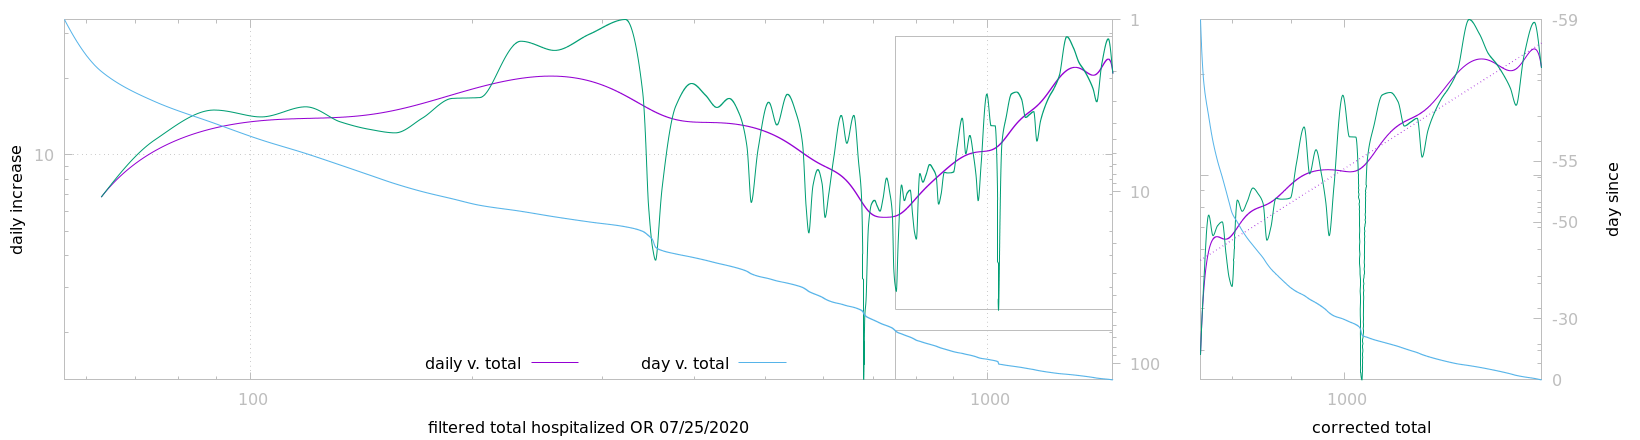 daily increase
10
daily v. total
day v. total
100
1000
filtered total hospitalized OR 07/25/2020
1
10
100
1000
corrected total
-59
-55
-50
-30
0
day since